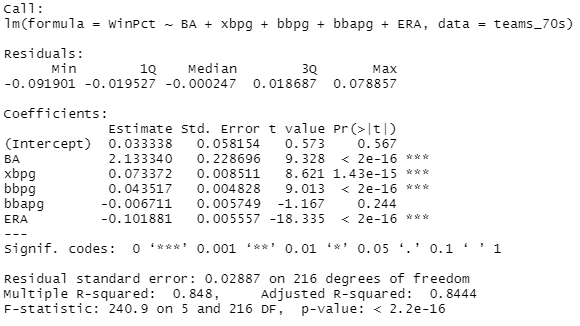 Call:
lm(formula = WinPct ~ BA + xbpg + bbpg + bbapg + ERA, data = teams_70s)
Residuals:
Min 1Q Median 3Q Max
-0.091901 -0.019527 -0.000247 0.018687 0.078857
Coefficients:
Estimate Std. Error t value Pr(>|t|)
(Intercept) 0.033338 0.058154 0.573 0.567
BA 2.133340 0.228696 9.328 < 2e-16 ***
xbpg 0.073372 0.008511 8.621 1.43e-15 ***
bbpg 0.043517 0.004828 9.013 < 2e-16 ***
bbapg -0.006711 0.005749 -1.167 0.244
ERA -0.101881 0.005557 -18.335 < 2e-16 ***
---
Signif. codes: 0 ‘***’ 0.001 ‘**’ 0.01 ‘*’ 0.05 ‘.’ 0.1 ‘ ’ 1
Residual standard error: 0.02887 on 216 degrees of freedom
Multiple R-squared: 0.848, Adjusted R-squared: 0.8444
F-statistic: 240.9 on 5 and 216 DF, p-value: < 2.2e-16